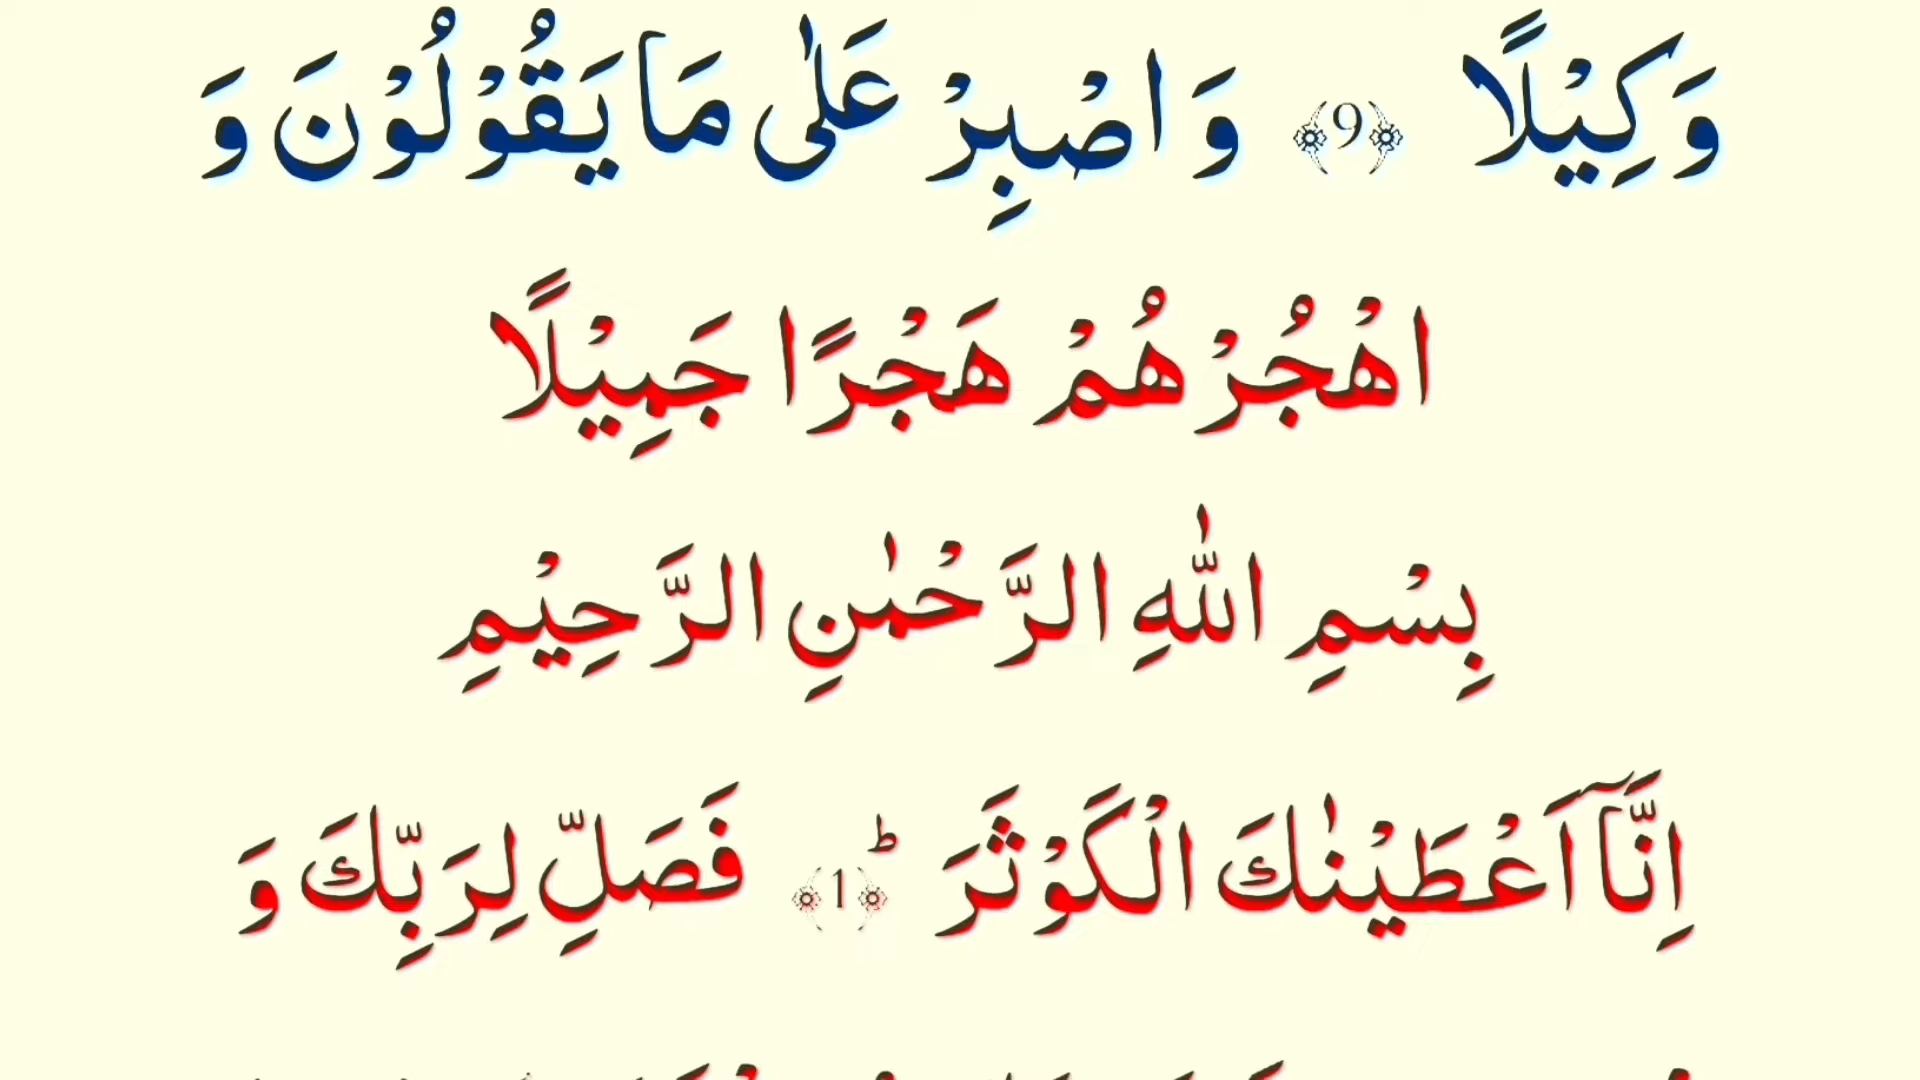 وَكِيْلًا ﴿9﴾ وَ اصْبِرْ عَلٰى مَا يَقُوْلُوْنَ وَ
اهْجُرْهُمْ هَجْرًا جَمِيْلًا
بِسْمِ اللّٰهِ الرَّحْمٰنِ الرَّحِيْمِ
اِنَّاۤ اَعْطَيْنٰكَ الْكَوْثَرَ ؕ﴿1﴾ فَصَلِّ لِرَبِّكَ وَ